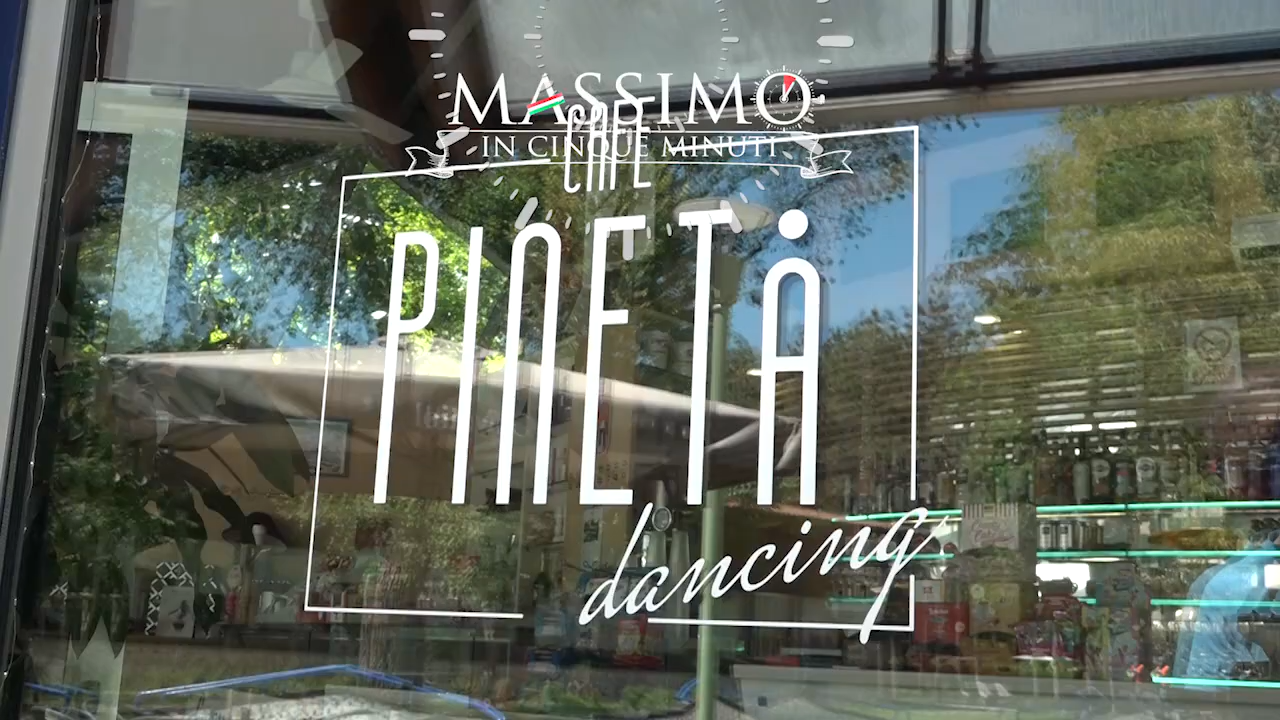 MASSIMO
IN CINQUE MINUTI
CAFE
PINETA
dancing